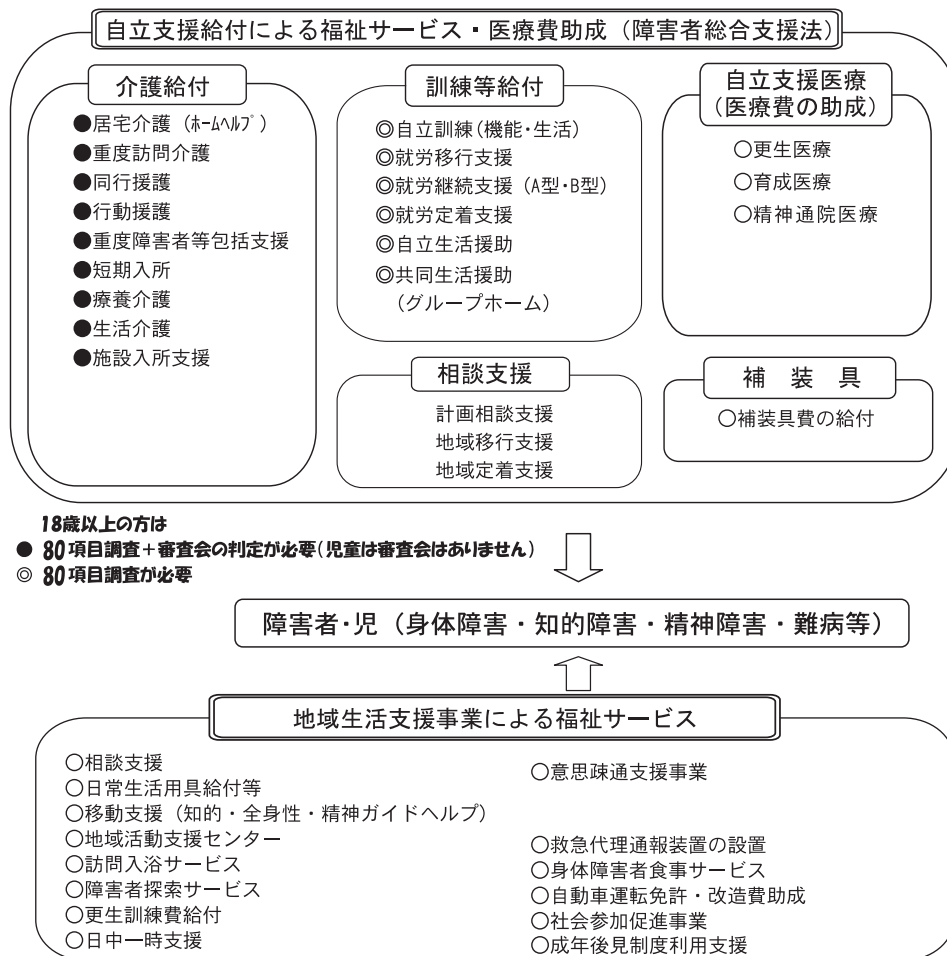 自立支援給付による福祉サービス・医療費助成（障害者総合支援法）
介護給付
●居宅介護（ﾎｰﾑﾍﾙﾌﾟ）
●重度訪問介護
●同行援護
●行動援護
●重度障害者等包括支援
●短期入所
●療養介護
●生活介護
●施設入所支援
訓練等給付
◎自立訓練(機能・生活)
◎就労移行支援
◎就労継続支援（A型・B型）
◎就労定着支援
◎自立生活援助
◎共同生活援助
（グループホーム）
自立支援医療
(医療費の助成)
○更生医療
○育成医療
○精神通院医療
相談支援
計画相談支援
地域移行支援
地域定着支援
補　装　具
○補装具費の給付
18歳以上の方は
● 80項目調査＋審査会の判定が必要(児童は審査会はありません)
◎ 80項目調査が必要
障害者・児（身体障害・知的障害・精神障害・難病等）
地域生活支援事業による福祉サービス
○相談支援
○日常生活用具給付等
○移動支援（知的・全身性・精神ガイドヘルプ）
○地域活動支援センター
○訪問入浴サービス
○障害者探索サービス
○更生訓練費給付
○日中一時支援
○意思疎通支援事業
○救急代理通報装置の設置
○身体障害者食事サービス
○自動車運転免許・改造費助成
○社会参加促進事業
○成年後見制度利用支援